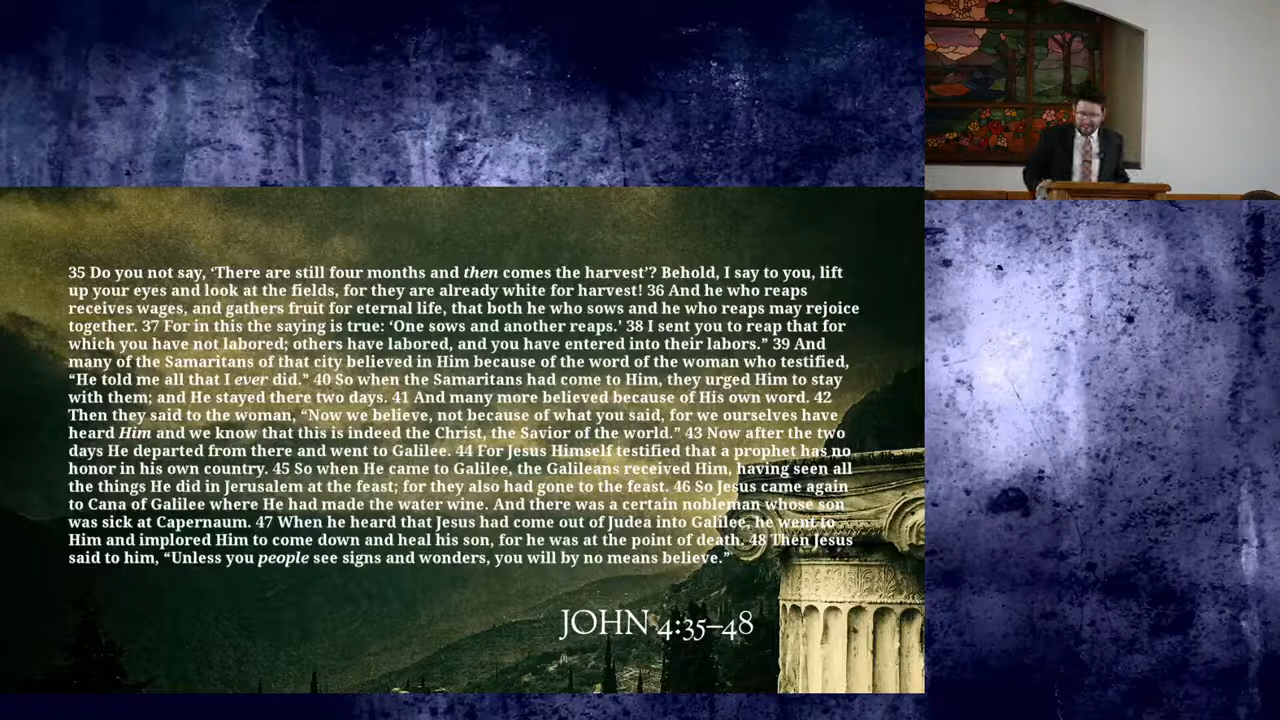 35 Do you not say, ‘There are still four months and then comes the harvest’? Behold, I say to you, lift
up your eyes and look at the fields, for they are already white for harvest! 36 And he who reaps
receives wages, and gathers fruit for eternal life, that both he who sows and he who reaps may rejoice
together. 37 For in this the saying is true: ‘One sows and another reaps.’ 38 I sent you to reap that for
which you have not labored; others have labored, and you have entered into their labors.” 39 And
many of the Samaritans of that city believed in Him because of the word of the woman who testified,
“He told me all that I ever did.” 40 So when the Samaritans had come to Him, they urged Him to stay
with them; and He stayed there two days. 41 And many more believed because of His own word. 42
Then they said to the woman, “Now we believe, not because of what you said, for we ourselves have
heard Him and we know that this is indeed the Christ, the Savior of the world.” 43 Now after the two
days He departed from there and went to Galilee. 44 For Jesus Himself testified that a prophet has no
honor in his own country. 45 So when He came to Galilee, the Galileans received Him, having seen all
the things He did in Jerusalem at the feast; for they also had gone to the feast. 46 So Jesus came again
to Cana of Galilee where He had made the water wine. And there was a certain nobleman whose son
was sick at Capernaum. 47 When he heard that Jesus had come out of Judea into Galilee, he went to
Him and implored Him to come down and heal his son, for he was at the point of death. 48 Then Jesus
said to him, “Unless you people see signs and wonders, you will by no means believe.”
JOHN 4:35–48